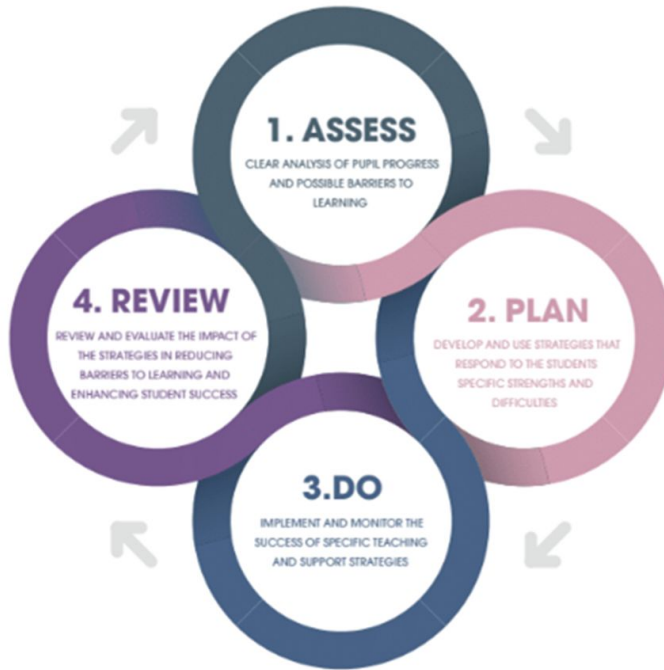 1. ASSESS
CLEAR ANALYSIS OF PUPIL PROGRESS
AND POSSIBLE BARRIERS TO
LEARNING
2. PLAN
DEVELOP AND USE STRATEGIES THAT
RESPOND TO THE STUDENTS
SPECIFIC STRENGTHS AND
DIFFICULTIES
3.DO
IMPLEMENT AND MONITOR THE
SUCCESS OF SPECIFIC TEACHING
AND SUPPORT STRATEGIES
4. REVIEW
REVIEW AND EVALUATE THE IMPACT OF
THE STRATEGIES IN REDUCING
BARRIERS TO LEARNING AND
ENHANCING STUDENT SUCCESS